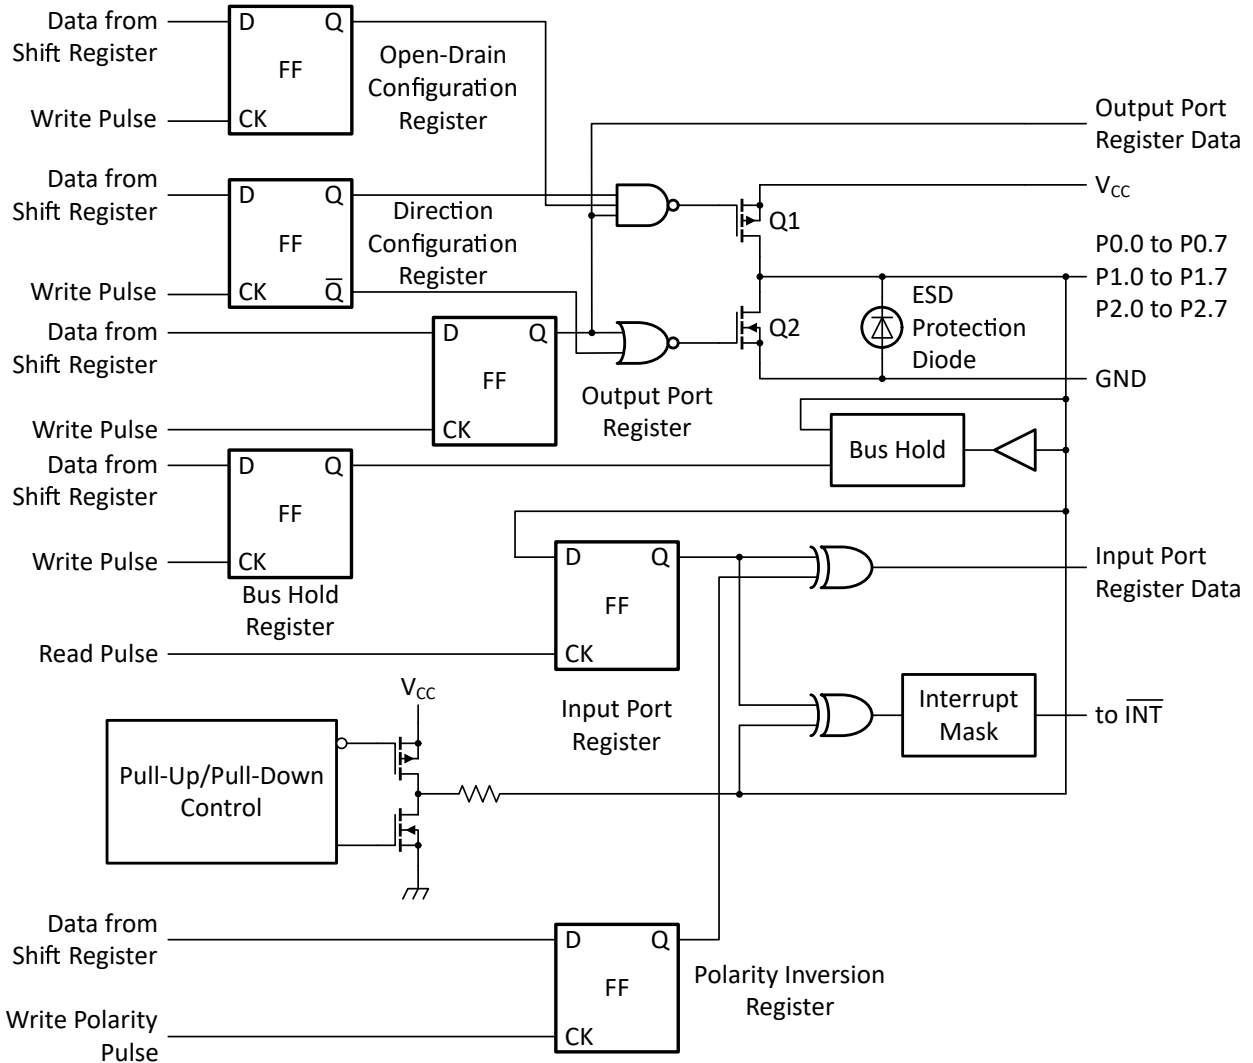 Data from
Shift Register
D
Q
FF
CK
Write Pulse
Open-Drain
Configuration
Register
Output Port
Register Data
Data from
Shift Register
D
Q
FF
CK
Q̅
Write Pulse
Direction
Configuration
Register
V_CC
Q1
P0.0 to P0.7
P1.0 to P1.7
P2.0 to P2.7
Data from
Shift Register
D
Q
FF
CK
Write Pulse
Output Port
Register
Q2
ESD
Protection
Diode
GND
Data from
Shift Register
D
Q
FF
CK
Write Pulse
Bus Hold
Register
Bus Hold
D
Q
FF
CK
Read Pulse
Input Port
Register
Input Port
Register Data
Interrupt
Mask
to I̅N̅T̅
V_CC
Pull-Up/Pull-Down
Control
Data from
Shift Register
D
Q
FF
CK
Write Polarity
Pulse
Polarity Inversion
Register